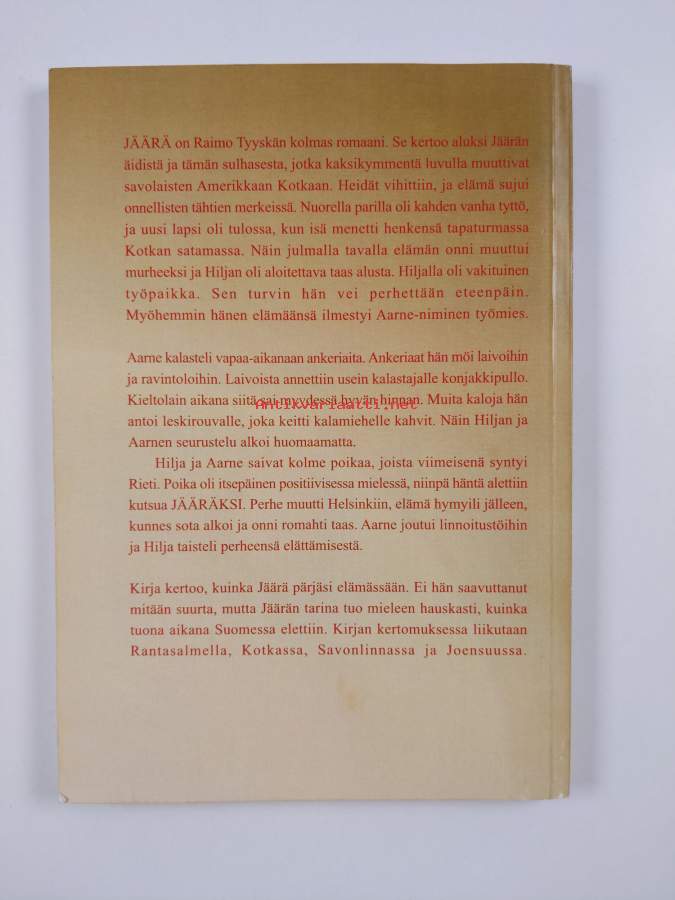 JÄÄRÄ on Raimo Tyyskän kolmas romaani. Se kertoo aluksi Jäärän
äidistä ja tämän sulhasesta, jotka kaksikymmentä luvulla muuttivat
savolaisten Amerikkaan Kotkaan. Heidät vihittiin, ja elämä sujui
onnellisten tähtien merkeissä. Nuorella parilla oli kahden vanha tyttö,
ja uusi lapsi oli tulossa, kun isä menetti henkensä tapaturmassa
Kotkan satamassa. Näin julmalla tavalla elämän onni muuttui
murheeksi ja Hiljan oli aloitettava taas alusta. Hiljalla oli vakituinen
työpaikka. Sen turvin hän vei perhettään eteenpäin.
Myöhemmin hänen elämäänsä ilmestyi Aarne-niminen työmies.
Aarne kalasteli vapaa-aikanaan ankeriaita. Ankeriaat hän möi laivoihin
ja ravintoloihin. Laivoista annettiin usein kalastajalle konjakkipullo.
Kieltolain aikana siitä sai myydessä hyvän hinnan. Muita kaloja hän
Antikvariaatti.net
antoi leskirouvalle, joka keitti kalamiehelle kahvit. Näin Hiljan ja
Aarnen seurustelu alkoi huomaamatta.
Hilja ja Aarne saivat kolme poikaa, joista viimeisenä syntyi
Rieti. Poika oli itsepäinen positiivisessa mielessä, niinpä häntä alettiin
kutsua JÄÄRÄKSI. Perhe muutti Helsinkiin, elämä hymyili jälleen,
kunnes sota alkoi ja onni romahti taas. Aarne joutui linnoitustöihin
ja Hilja taisteli perheensä elättämisestä.
Kirja kertoo, kuinka Jäärä pärjäsi elämässään. Ei hän saavuttanut
mitään suurta, mutta Jäärän tarina tuo mieleen hauskasti, kuinka
tuona aikana Suomessa elettiin. Kirjan kertomuksessa liikutaan
Rantasalmella, Kotkassa, Savonlinnassa ja Joensuussa.